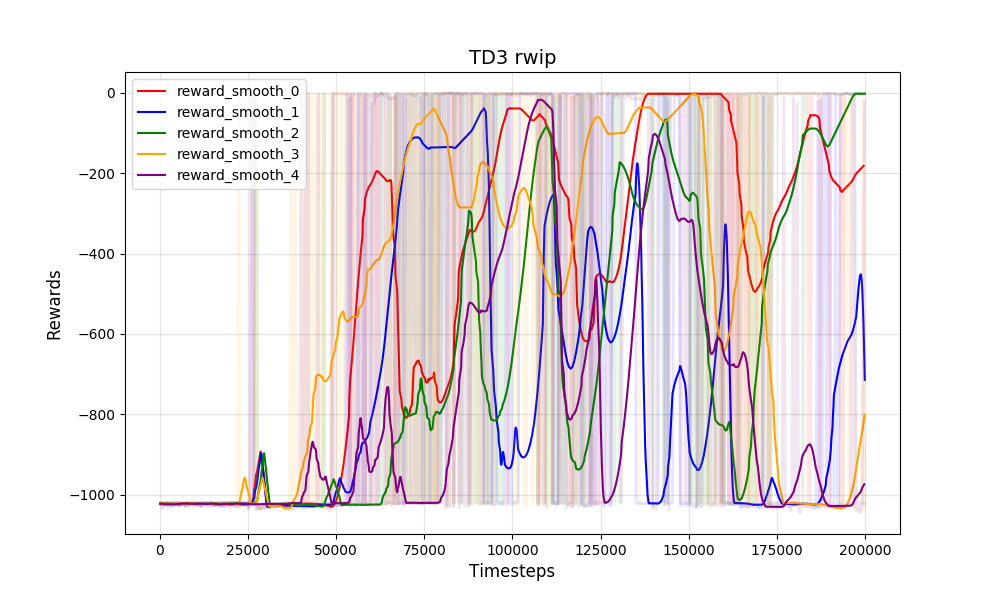 TD3 rwip
reward_smooth_0
reward_smooth_1
reward_smooth_2
reward_smooth_3
reward_smooth_4
0
−200
−400
−600
−800
−1000
Rewards
0 25000 50000 75000 100000 125000 150000 175000 200000
Timesteps